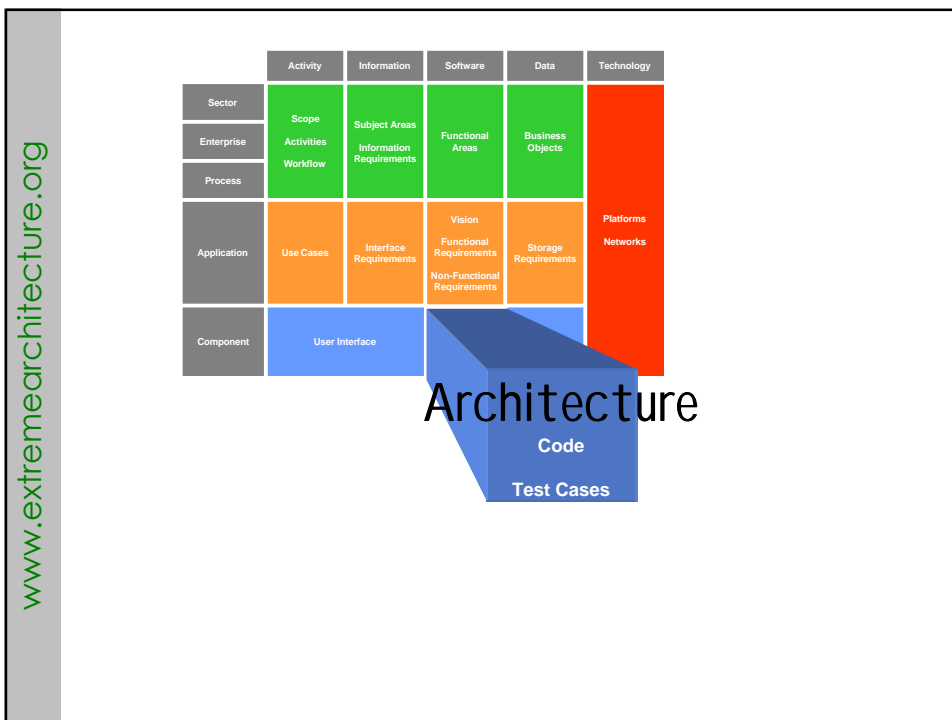 www.extremearchitecture.org
Activity
Information
Software
Data
Technology
Sector
Enterprise
Process
Scope
Activities
Workflow
Subject Areas
Information
Requirements
Functional
Areas
Business
Objects
Platforms
Networks
Application
Use Cases
Interface
Requirements
Vision
Functional
Requirements
Non-Functional
Requirements
Storage
Requirements
Component
User Interface
Architecture
Code
Test Cases